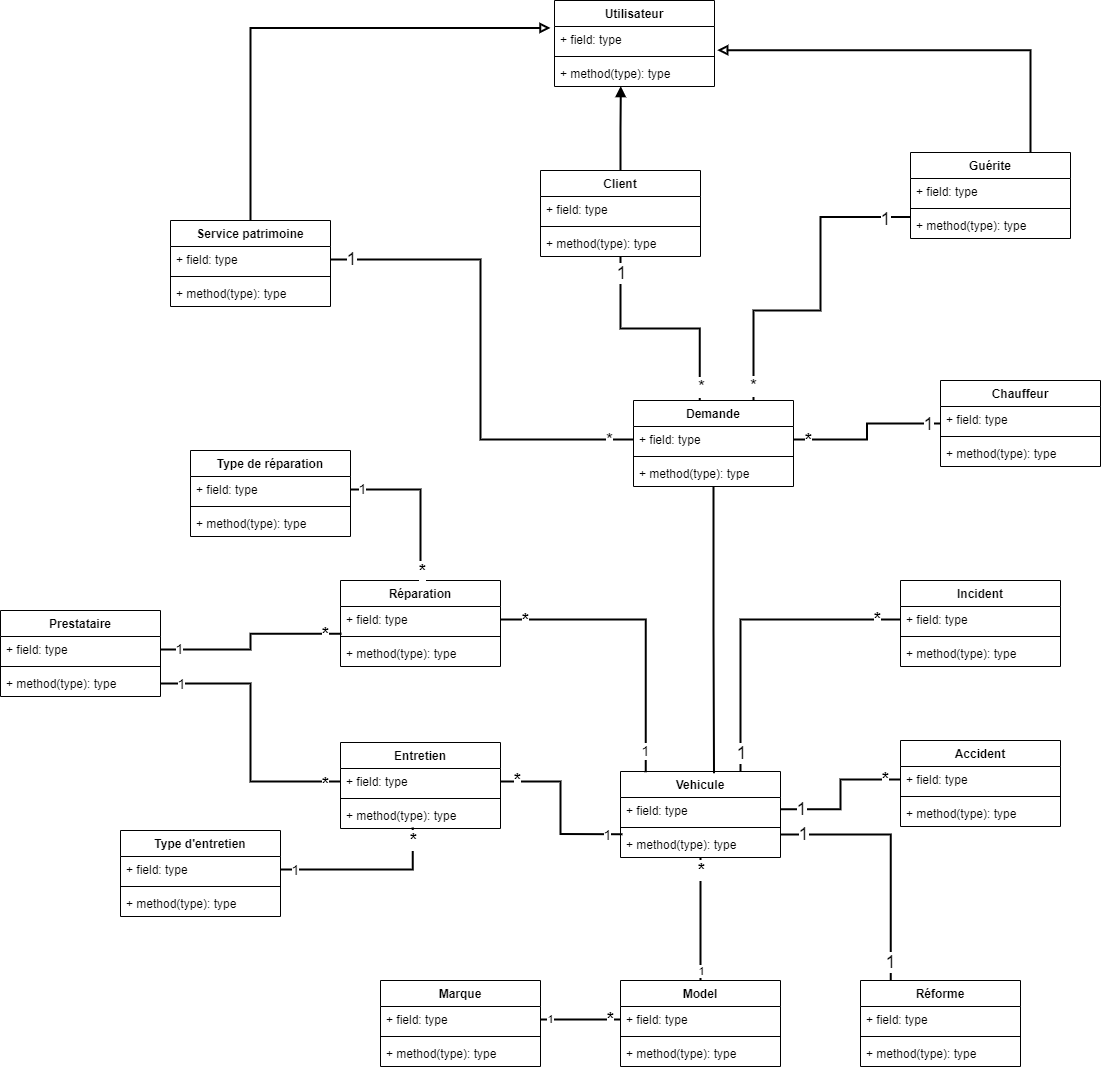 Utilisateur
+ field: type
+ method(type): type
Client
+ field: type
+ method(type): type
1
Guérite
+ field: type
+ method(type): type
1
Service patrimoine
+ field: type
+ method(type): type
1
*
*
*
Demande
+ field: type
+ method(type): type
*
1
Chauffeur
+ field: type
+ method(type): type
Type de réparation
+ field: type
+ method(type): type
1
*
Réparation
+ field: type
+ method(type): type
*
*
1
Prestataire
+ field: type
+ method(type): type
1
1
*
Incident
+ field: type
+ method(type): type
*
1
Entretien
+ field: type
+ method(type): type
*
*
*
1
Vehicule
+ field: type
+ method(type): type
1
1
*
Accident
+ field: type
+ method(type): type
*
Type d'entretien
+ field: type
+ method(type): type
1
1
1
Marque
+ field: type
+ method(type): type
1
*
Model
+ field: type
+ method(type): type
Réforme
+ field: type
+ method(type): type